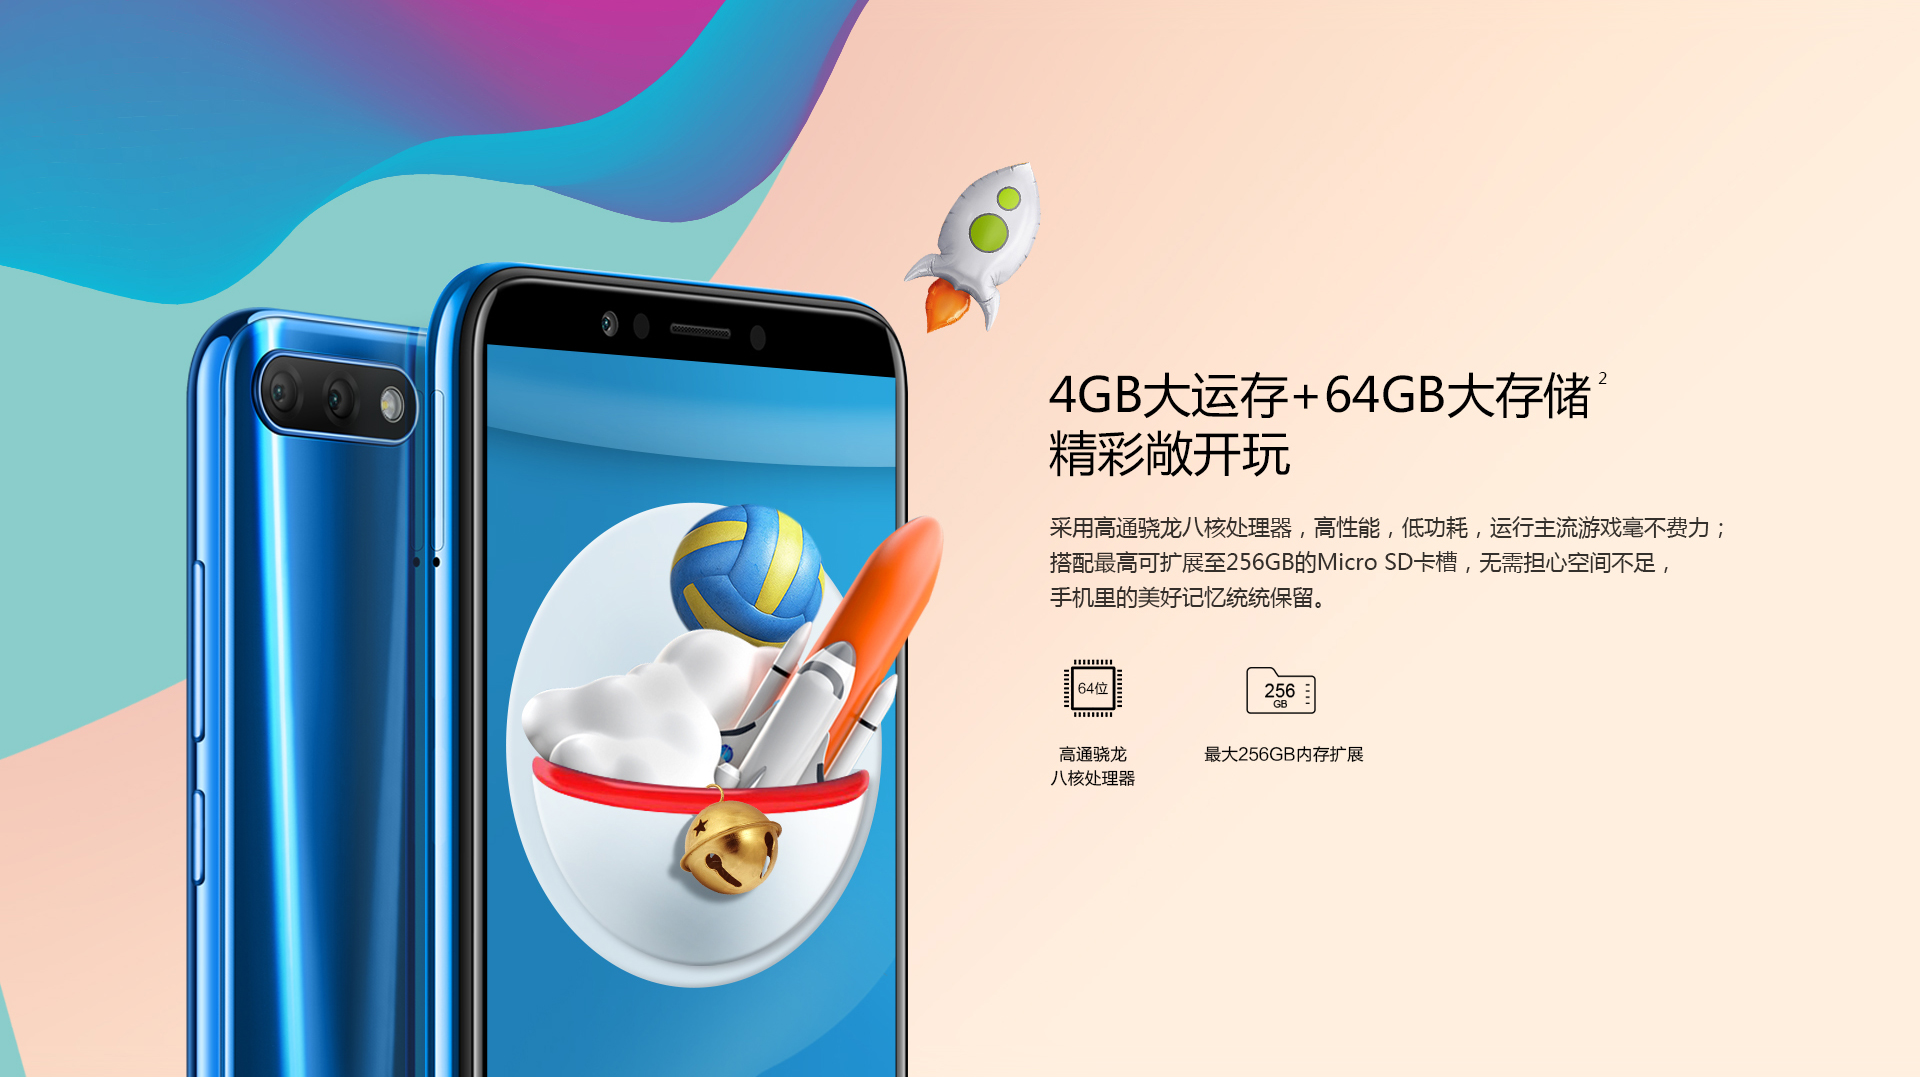 4GB大运存+64GB大存储2
精彩敞开玩
采用高通骁龙八核处理器，高性能，低功耗，运行主流游戏毫不费力；
搭配最高可扩展至256GB的Micro SD卡槽，无需担心空间不足，
手机里的美好记忆统统保留。
64位
256
GB
高通骁龙
八核处理器
最大256GB内存扩展